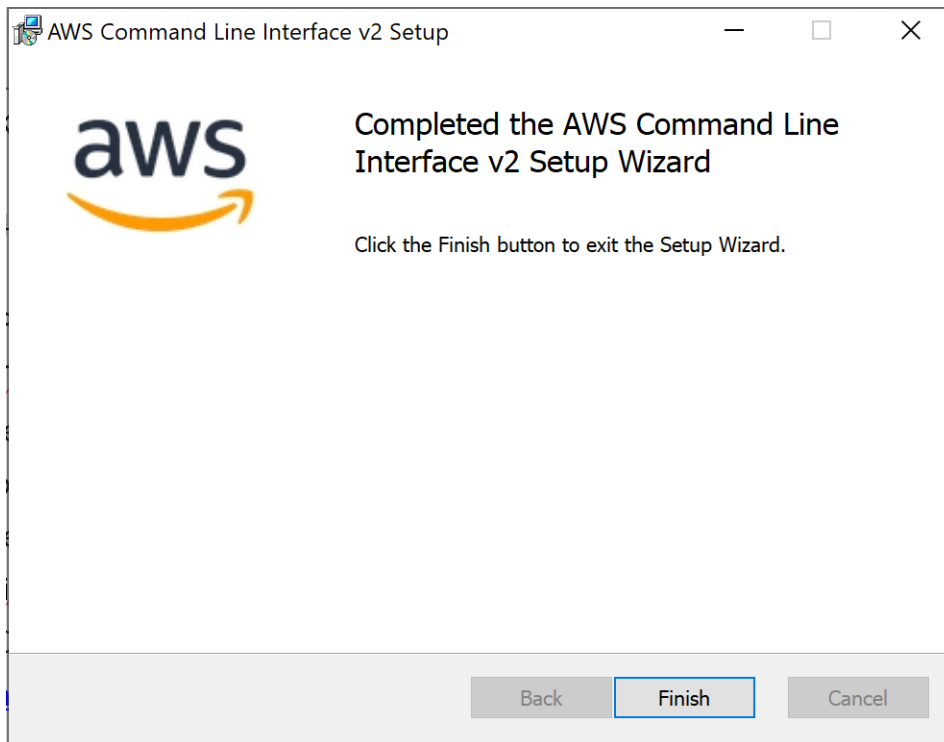 AWS Command Line Interface v2 Setup
aws
Completed the AWS Command Line
Interface v2 Setup Wizard
Click the Finish button to exit the Setup Wizard.
Back
Finish
Cancel